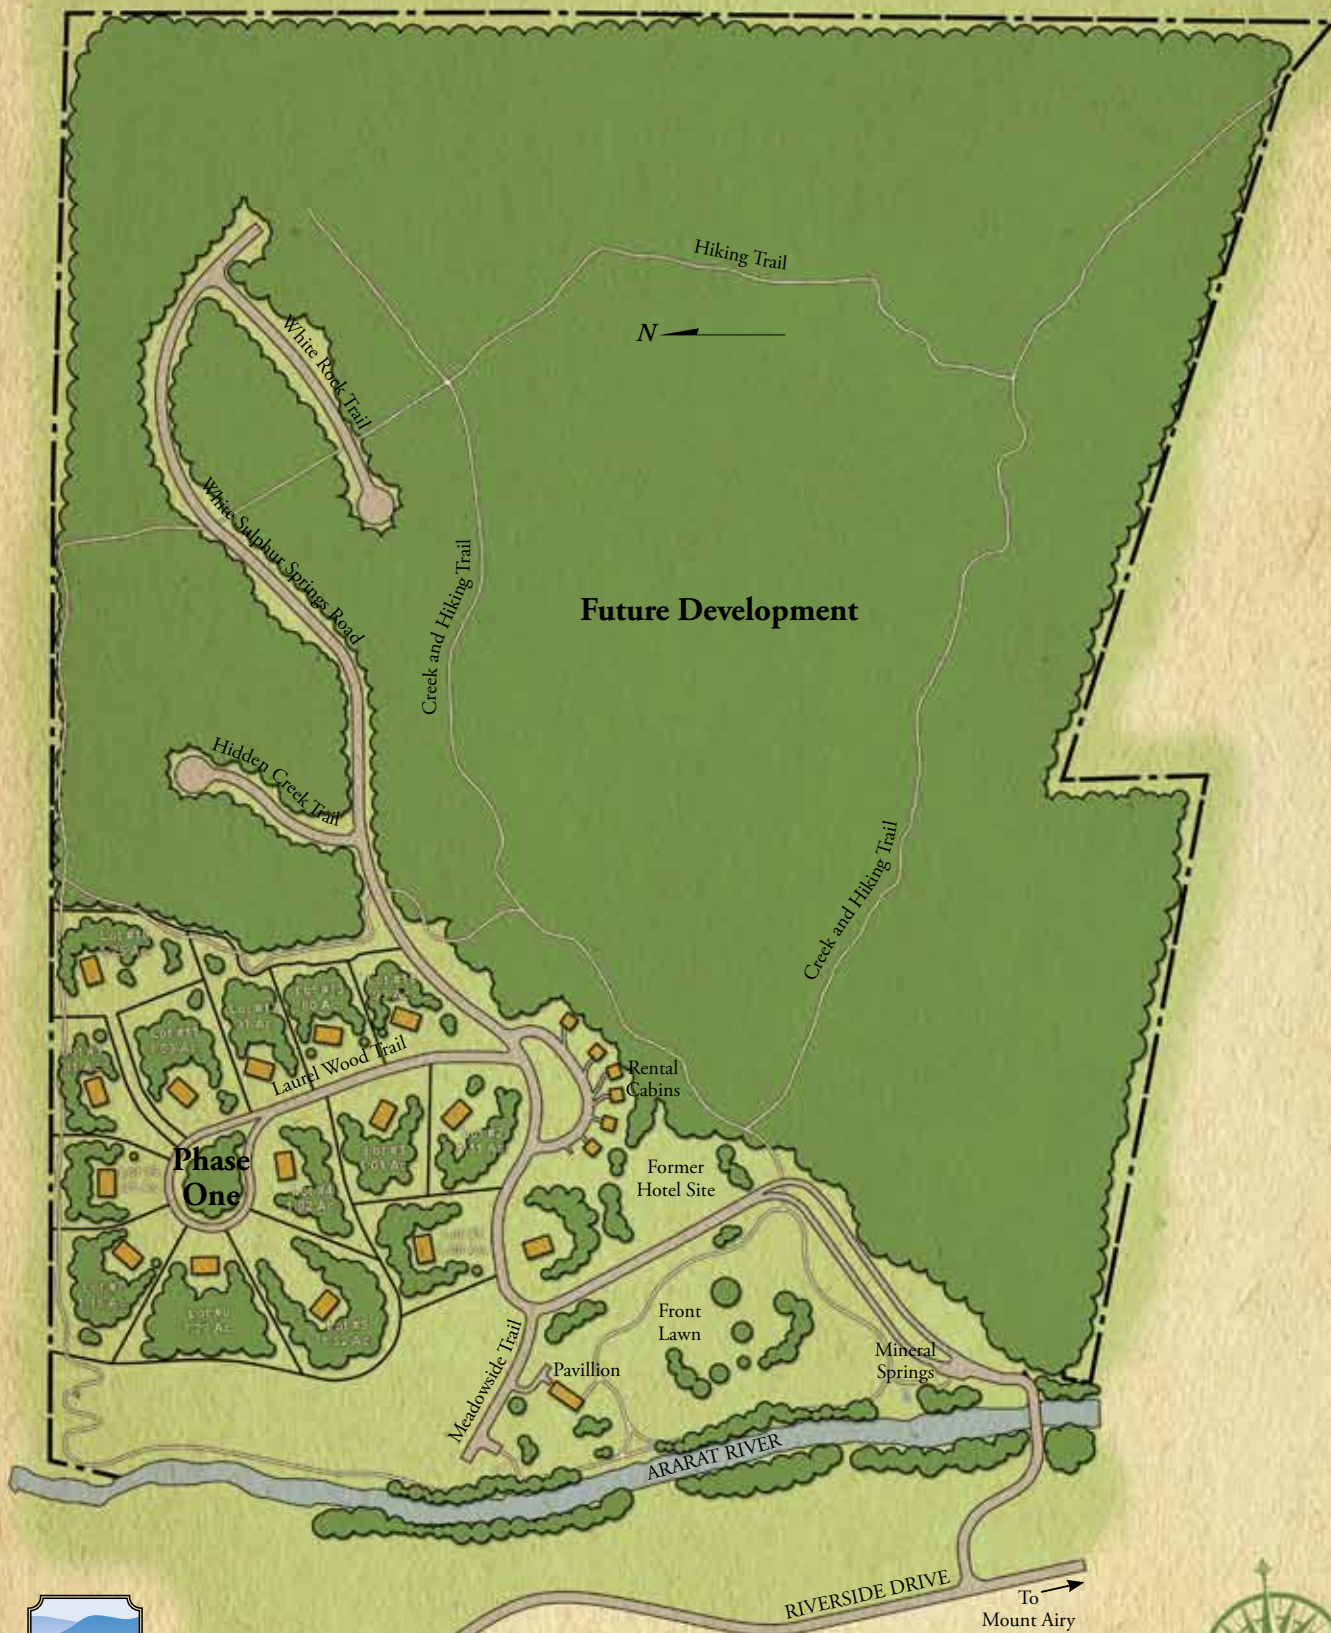 Hiking Trail
N
White Rock Trail
White Sulphur Springs Road
Creek and Hiking Trail
Future Development
Hidden Creek Trail
Creek and Hiking Trail
Laurel Wood Trail
Rental
Cabins
Phase
One
Former
Hotel Site
Front
Lawn
Mineral
Springs
Meadowside Trail
Pavillion
ARARAT RIVER
RIVERSIDE DRIVE
To
Mount Airy